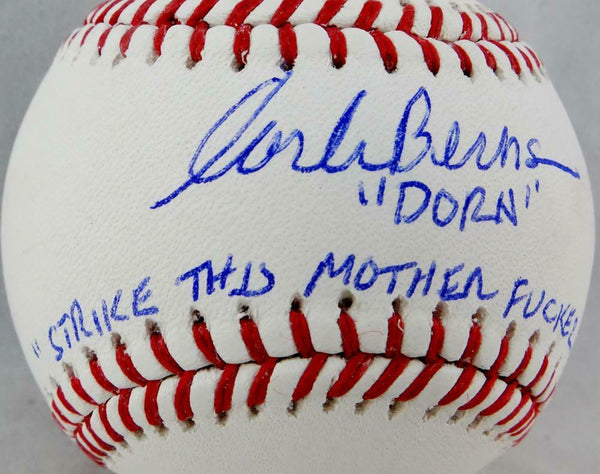 Corbin Bernsen
"DORN"
"STRIKE THIS MOTHER FUCKER